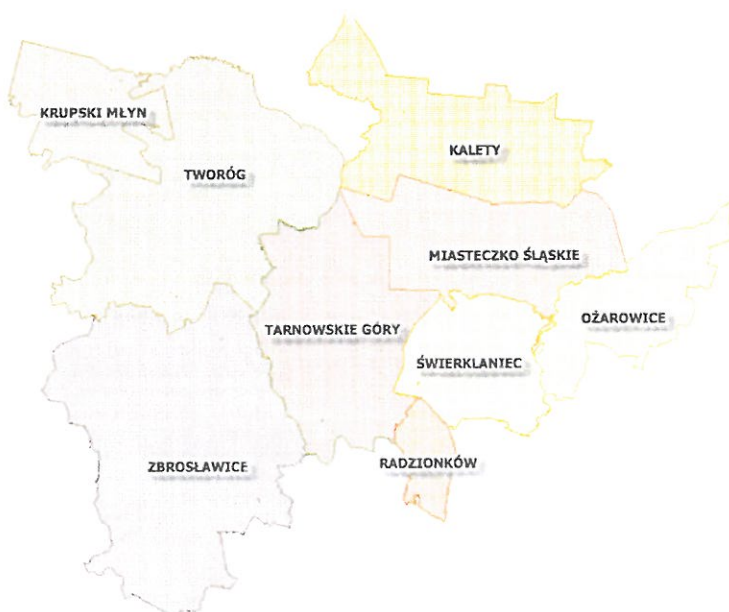 KRUPSKI MŁYN
KALETY
TWORÓG
MIASTECZKO ŚLĄSKIE
OŻAROWICE
TARNOWSKIE GÓRY
ŚWIERKLANIEC
RADZIONKÓW
ZBROSŁAWICE